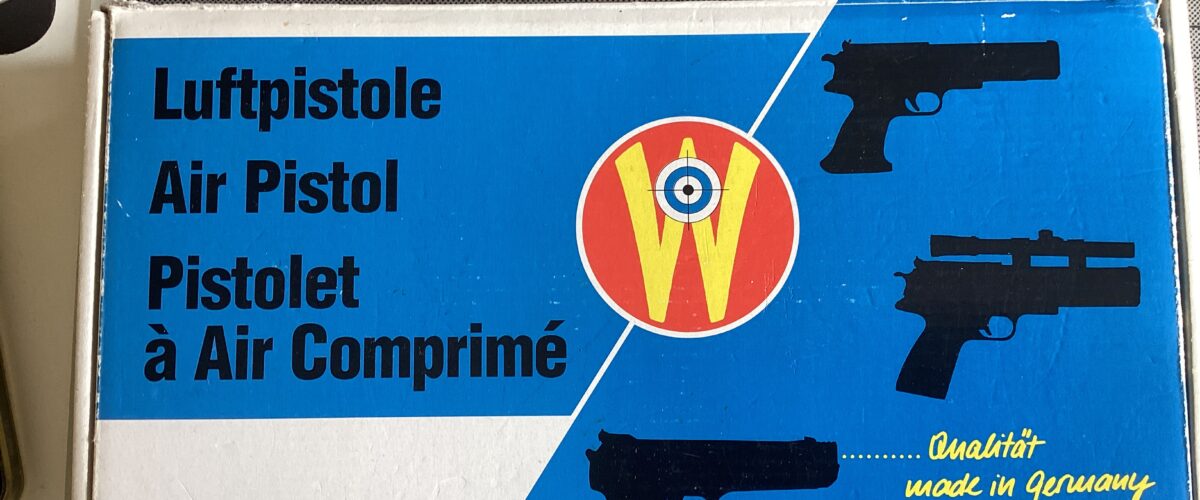 Luftpistole
Air Pistol
Pistolet
à Air Comprimé
W
.......... Qualität
made in germany